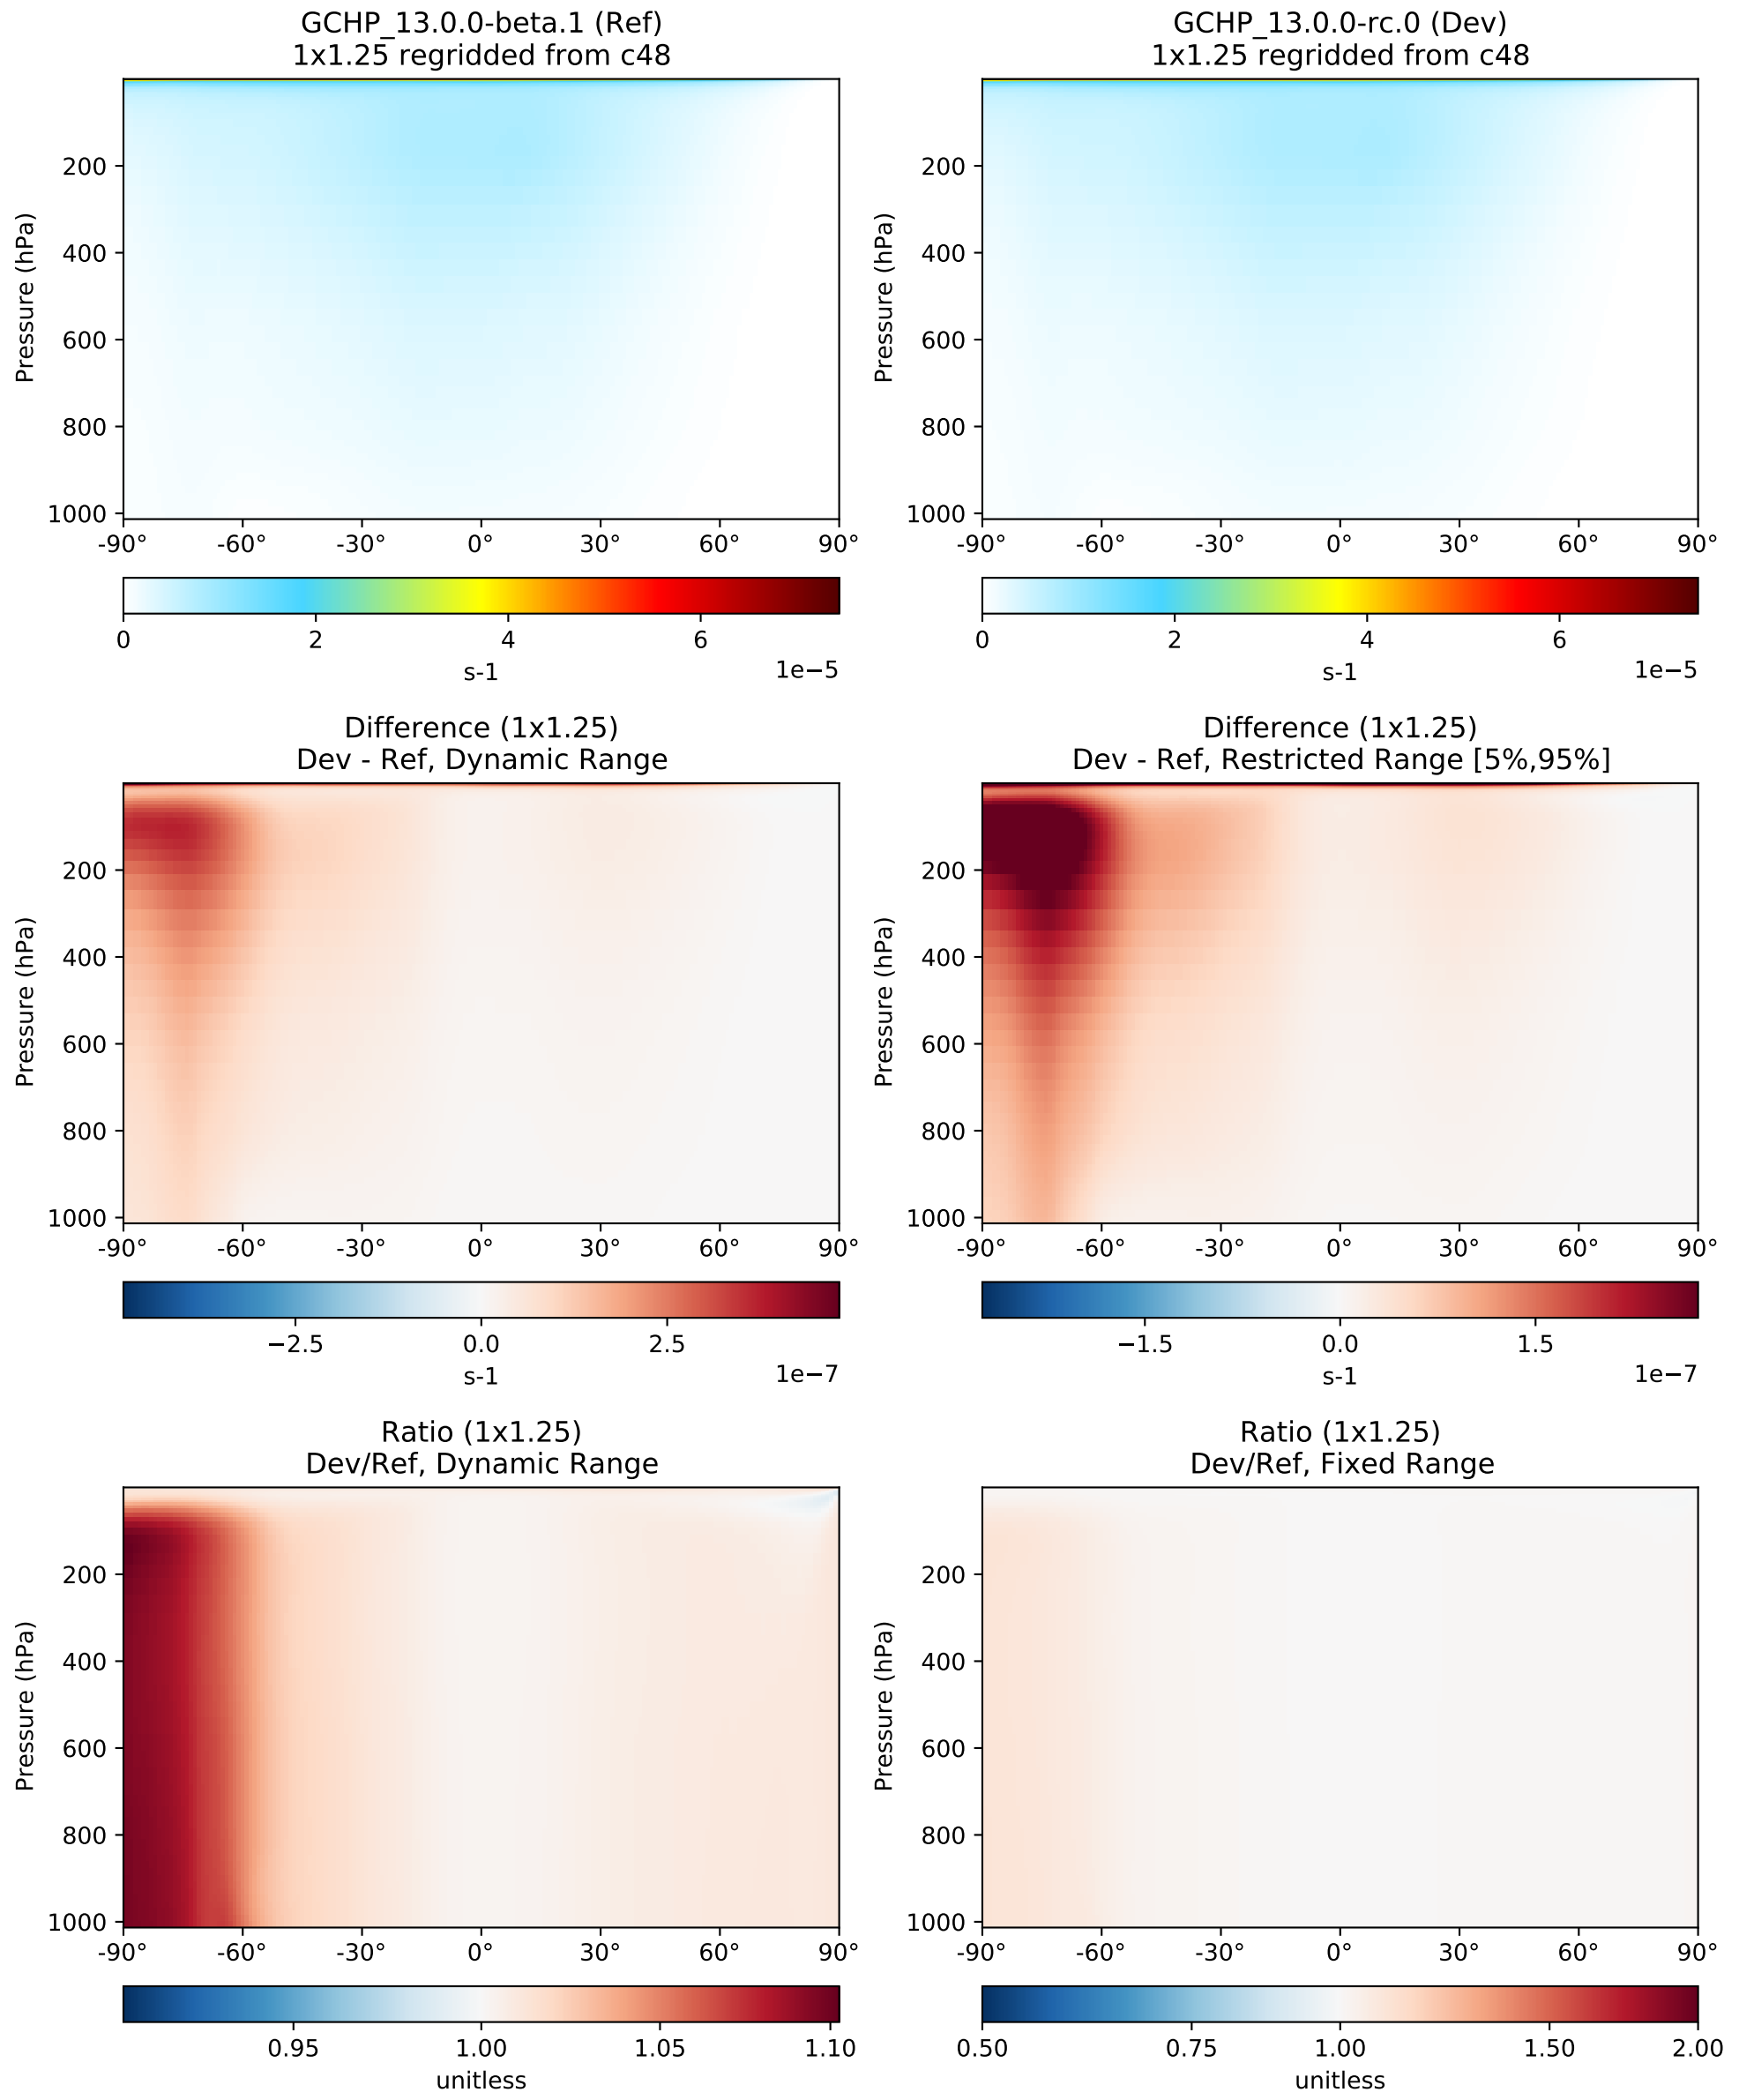 GCHP_13.0.0-beta.1 (Ref)
1x1.25 regridded from c48
Pressure (hPa)
200
400
600
800
1000
-90° -60° -30° 0° 30° 60° 90°
0 2 4 6
s-1
1e−5
GCHP_13.0.0-rc.0 (Dev)
1x1.25 regridded from c48
Pressure (hPa)
200
400
600
800
1000
-90° -60° -30° 0° 30° 60° 90°
0 2 4 6
s-1
1e−5
Difference (1x1.25)
Dev - Ref, Dynamic Range
Pressure (hPa)
200
400
600
800
1000
-90° -60° -30° 0° 30° 60° 90°
−2.5 0.0 2.5
s-1
1e−7
Difference (1x1.25)
Dev - Ref, Restricted Range [5%,95%]
Pressure (hPa)
200
400
600
800
1000
-90° -60° -30° 0° 30° 60° 90°
−1.5 0.0 1.5
s-1
1e−7
Ratio (1x1.25)
Dev/Ref, Dynamic Range
Pressure (hPa)
200
400
600
800
1000
-90° -60° -30° 0° 30° 60° 90°
0.95 1.00 1.05 1.10
unitless
Ratio (1x1.25)
Dev/Ref, Fixed Range
Pressure (hPa)
200
400
600
800
1000
-90° -60° -30° 0° 30° 60° 90°
0.50 0.75 1.00 1.50 2.00
unitless